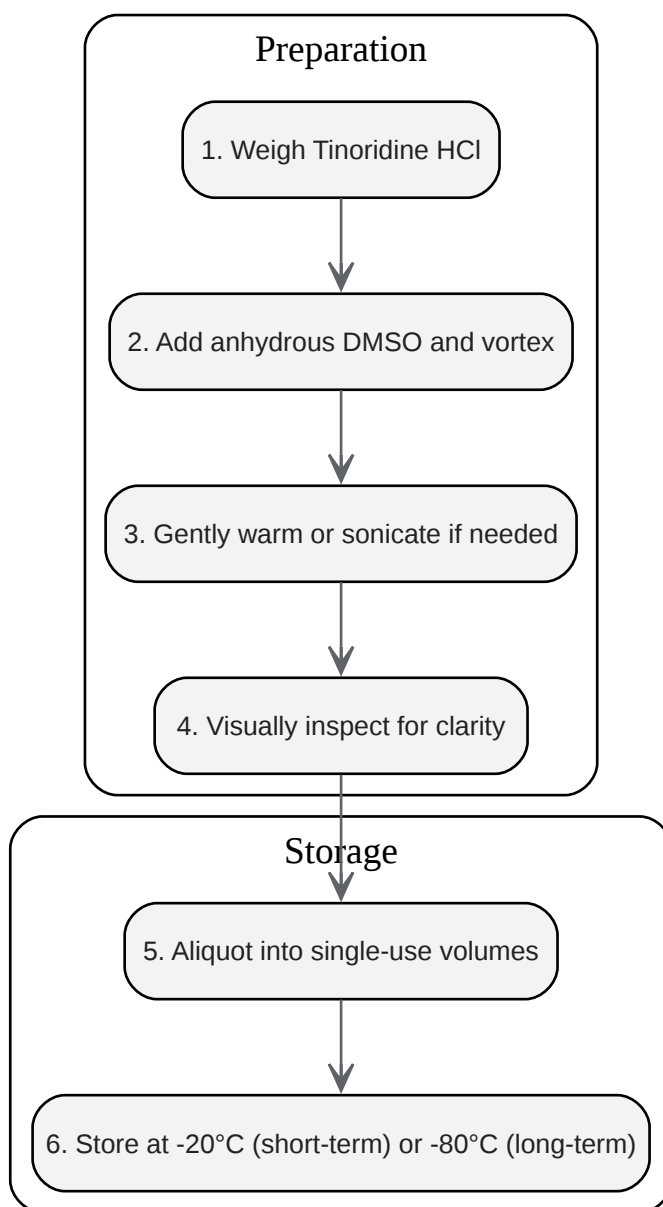 Preparation
1. Weigh Tinoridine HCl
2. Add anhydrous DMSO and vortex
3. Gently warm or sonicate if needed
4. Visually inspect for clarity
Storage
5. Aliquot into single-use volumes
6. Store at -20°C (short-term) or -80°C (long-term)